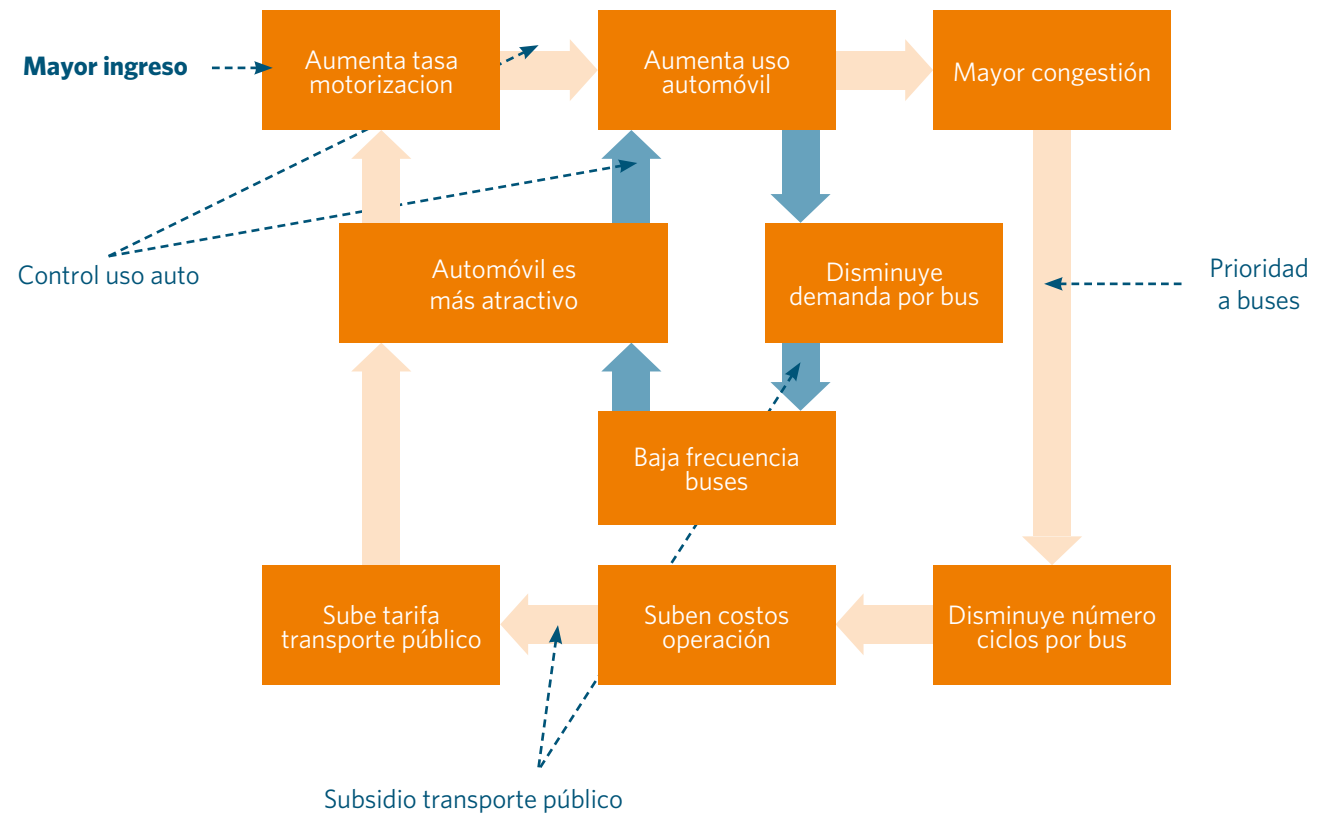 Mayor ingreso
Aumenta tasa
motorizacion
Aumenta uso
automóvil
Mayor congestión
Control uso auto
Automóvil es
más atractivo
Disminuye
demanda por bus
Prioridad
a buses
Baja frecuencia
buses
Sube tarifa
transporte público
Suben costos
operación
Disminuye número
ciclos por bus
Subsidio transporte público